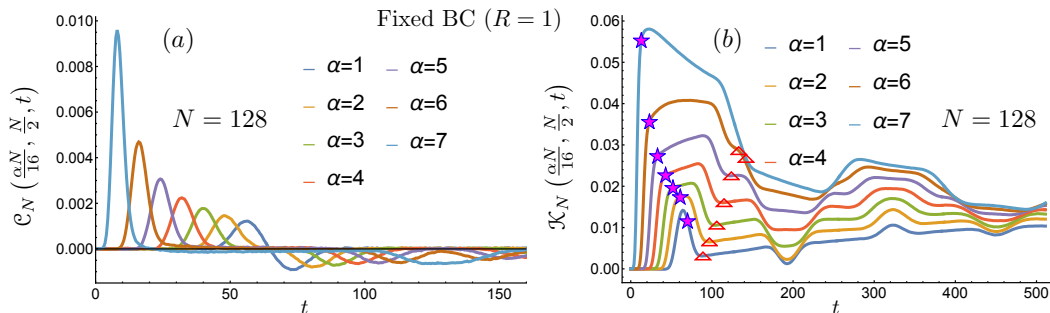 Fixed BC (R = 1)
(a)
N = 128
α=1
α=2
α=3
α=4
α=5
α=6
α=7
0.010
0.008
0.006
0.004
0.002
0.000
0
50
100
150
t
𝒞_N (αN/16, N/2, t)
(b)
N = 128
α=1
α=2
α=3
α=4
α=5
α=6
α=7
0.06
0.05
0.04
0.03
0.02
0.01
0.00
0
100
200
300
400
500
t
𝒦_N (αN/16, N/2, t)